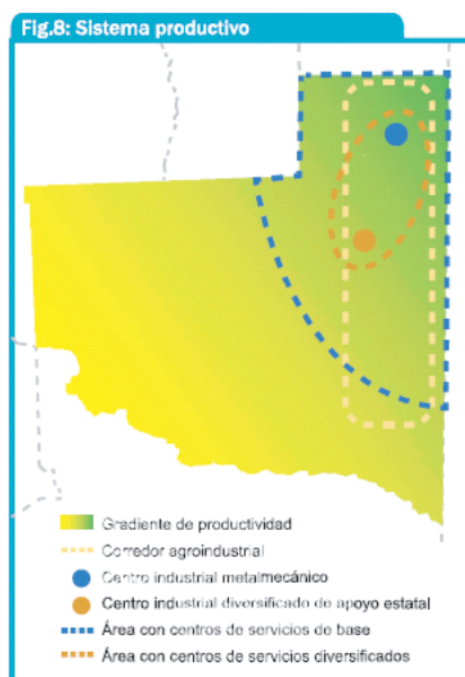 Fig.8: Sistema productivo
Gradiente de productividad
Corredor agroindustrial
Centro industrial metalmecánico
Centro industrial diversificado de apoyo estatal
Área con centros de servicios de base
Área con centros de servicios diversificados